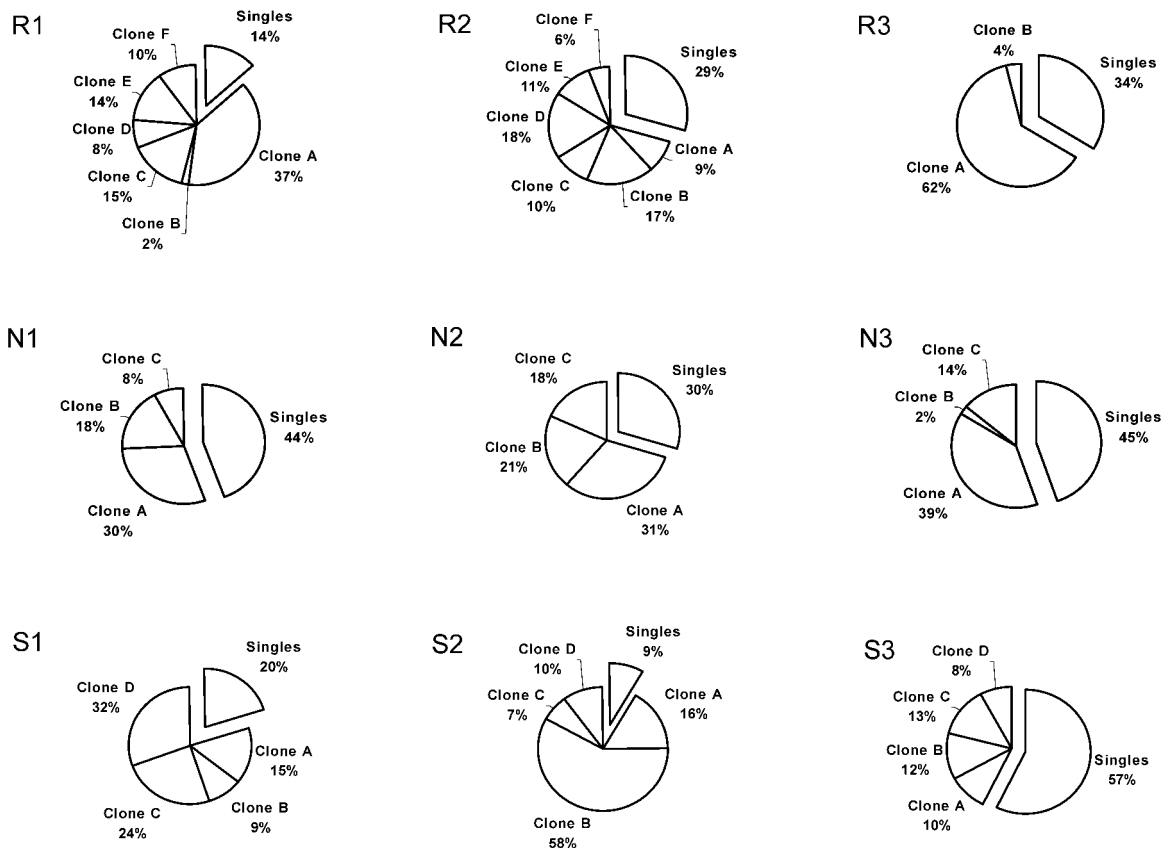 R1
Singles
14%
Clone F
10%
Clone E
14%
Clone D
8%
Clone C
15%
Clone B
2%
Clone A
37%
R2
Clone F
6%
Singles
29%
Clone E
11%
Clone D
18%
Clone C
10%
Clone B
17%
Clone A
9%
R3
Clone B
4%
Singles
34%
Clone A
62%
N1
Clone C
8%
Clone B
18%
Singles
44%
Clone A
30%
N2
Clone C
18%
Singles
30%
Clone B
21%
Clone A
31%
N3
Clone C
14%
Clone B
2%
Singles
45%
Clone A
39%
S1
Singles
20%
Clone D
32%
Clone A
15%
Clone B
9%
Clone C
24%
S2
Singles
9%
Clone D
10%
Clone C
7%
Clone A
16%
Clone B
58%
S3
Clone D
8%
Clone C
13%
Clone B
12%
Singles
57%
Clone A
10%